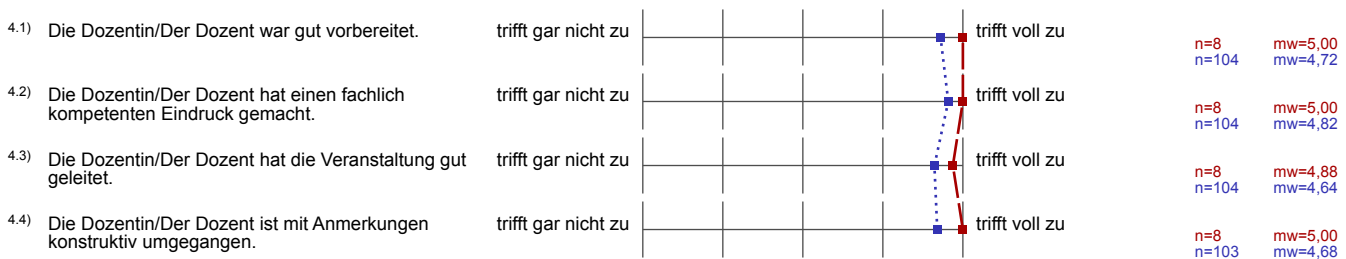 4.1) Die Dozentin/Der Dozent war gut vorbereitet. trifft gar nicht zu trifft voll zu
n=8 mw=5,00
n=104 mw=4,72
4.2) Die Dozentin/Der Dozent hat einen fachlich trifft gar nicht zu trifft voll zu
kompetenten Eindruck gemacht.
n=8 mw=5,00
n=104 mw=4,82
4.3) Die Dozentin/Der Dozent hat die Veranstaltung gut trifft gar nicht zu trifft voll zu
geleitet.
n=8 mw=4,88
n=104 mw=4,64
4.4) Die Dozentin/Der Dozent ist mit Anmerkungen trifft gar nicht zu trifft voll zu
konstruktiv umgegangen.
n=8 mw=5,00
n=103 mw=4,68